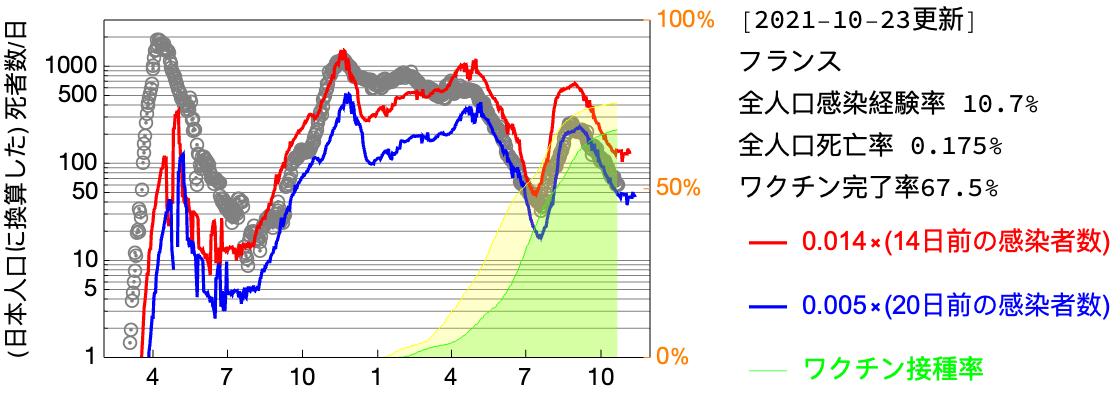 [2021-10-23更新]
フランス
全人口感染経験率 10.7%
全人口死亡率 0.175%
ワクチン完了率67.5%
0.014×(14日前の感染者数)
0.005×(20日前の感染者数)
ワクチン接種率
(日本人口に換算した) 死者数/日
1000
500
100
50
10
5
1
100%
50%
0%
4 7 10 1 4 7 10